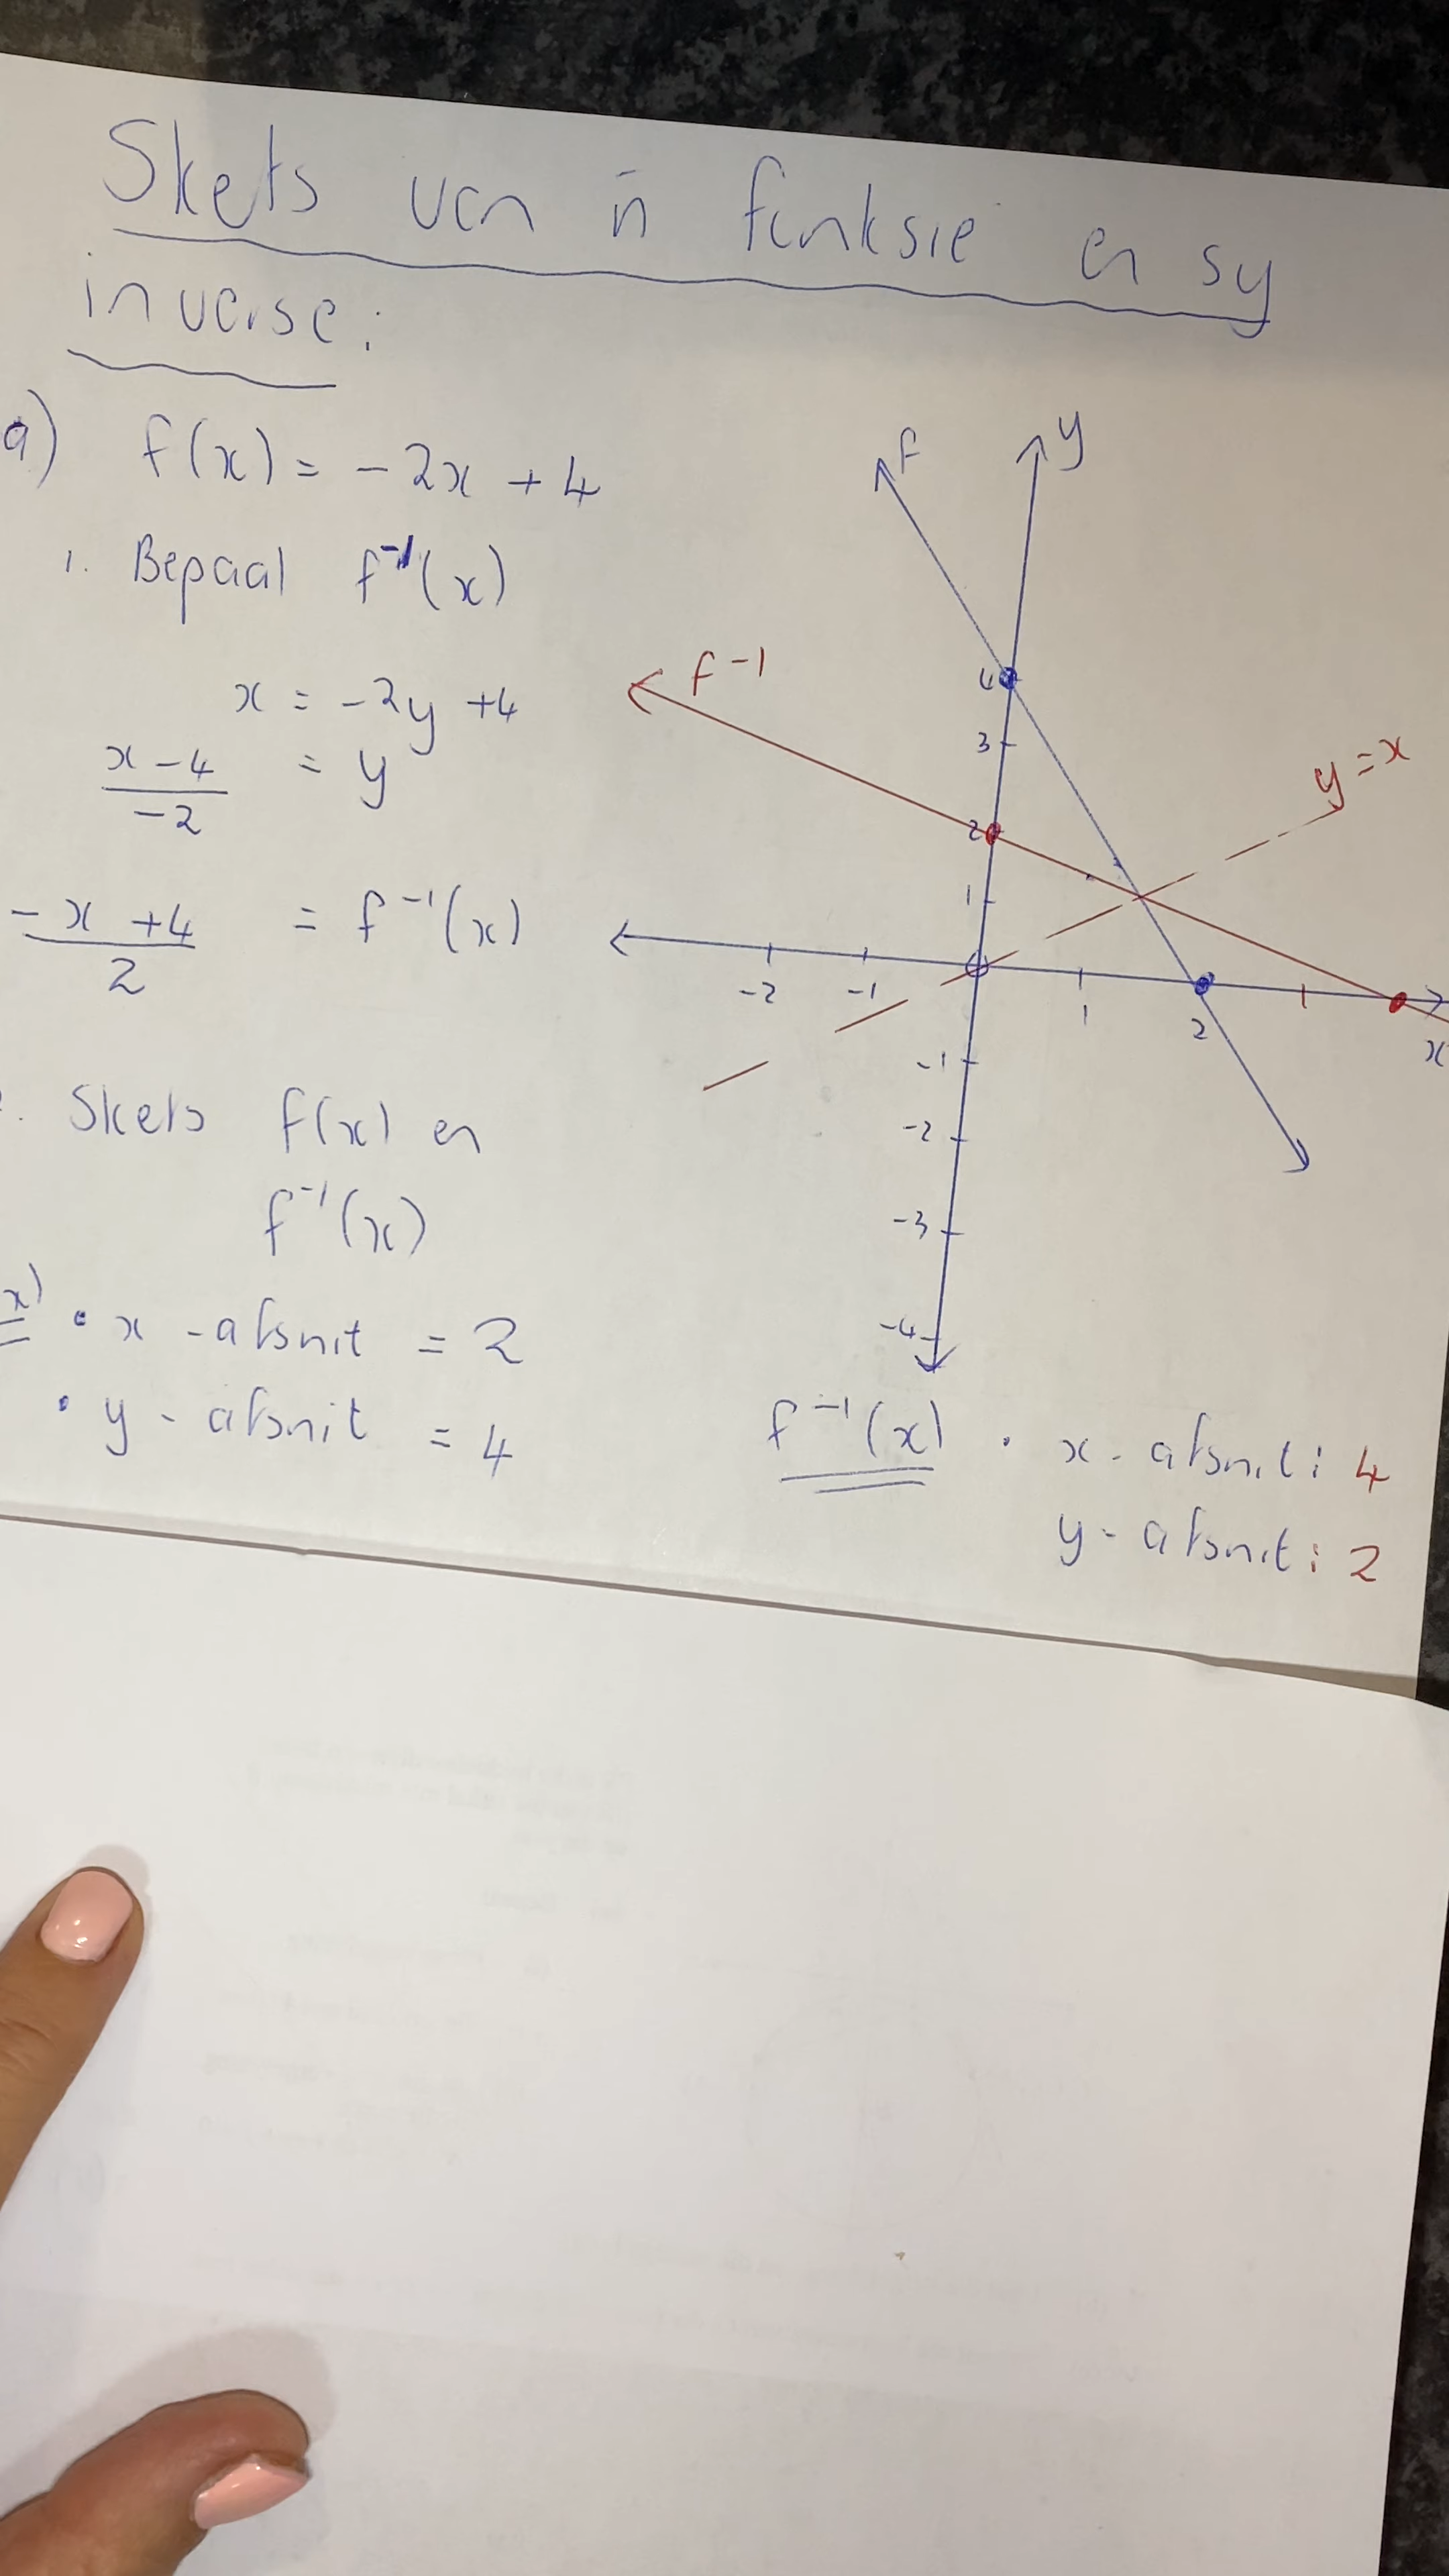 Skets van 'n funksie en sy
inverse:
a) f(x) = -2x + 4
1. Bepaal f⁻¹(x)
x = -2y +4
x-4 / -2 = y
-x +4 / 2 = f⁻¹(x)
. Skets f(x) en
f⁻¹(x)
x) • x -afsnit = 2
• y - afsnit = 4
f
y
f⁻¹
4
3
2
1
y = x
-2 -1 1 2
x
-1
-2
-3
-4
f⁻¹(x) • x-afsnit: 4
y-afsnit: 2